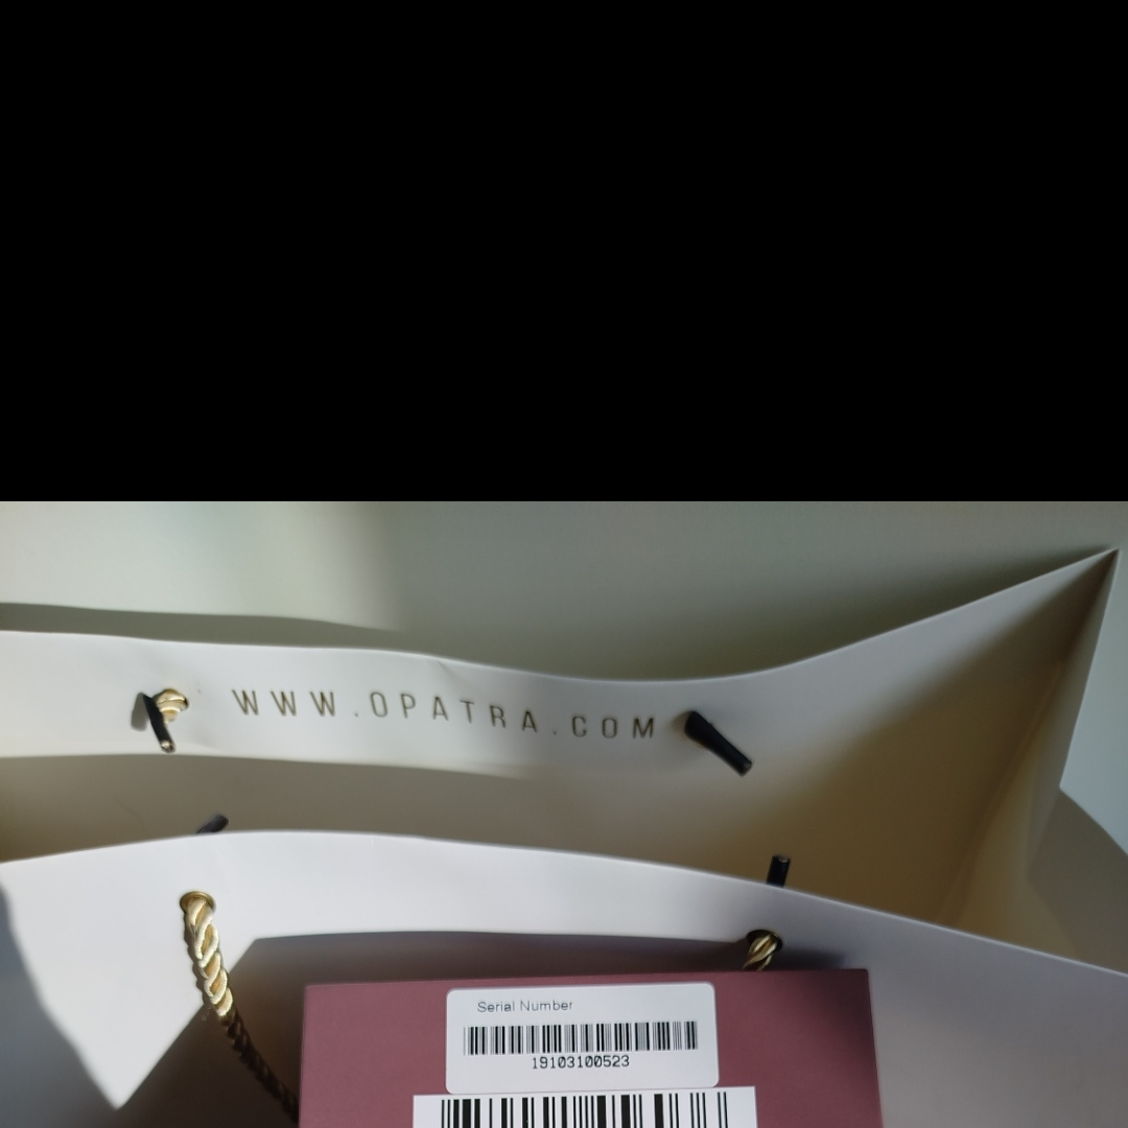 WWW.OPATRA.COM
Serial Number
19103100523